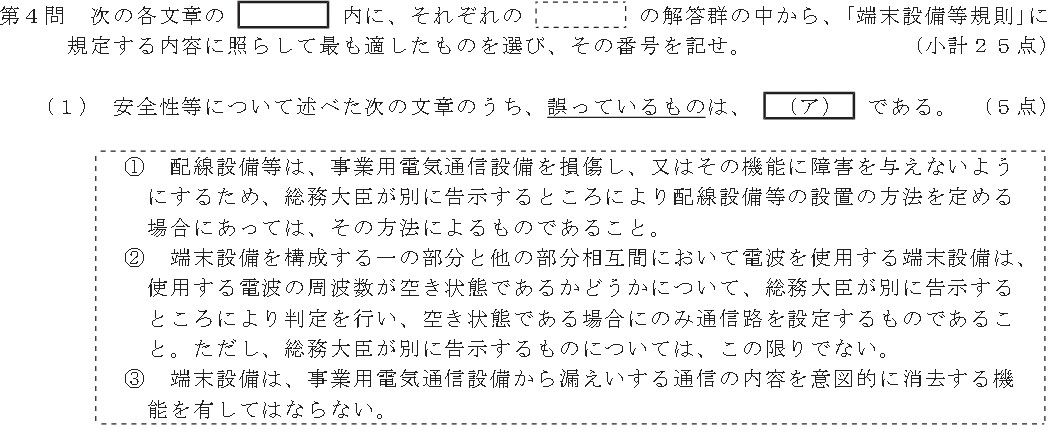 第４問　次の各文章の　　　　内に、それぞれの　　　　の解答群の中から、「端末設備等規則」に
規定する内容に照らして最も適したものを選び、その番号を記せ。　（小計２５点）
（１）　安全性等について述べた次の文章のうち、誤っているものは、（ア）である。　（５点）
①　配線設備等は、事業用電気通信設備を損傷し、又はその機能に障害を与えないよう
にするため、総務大臣が別に告示するところにより配線設備等の設置の方法を定める
場合にあっては、その方法によるものであること。
②　端末設備を構成する一の部分と他の部分相互間において電波を使用する端末設備は、
使用する電波の周波数が空き状態であるかどうかについて、総務大臣が別に告示する
ところにより判定を行い、空き状態である場合にのみ通信路を設定するものであるこ
と。ただし、総務大臣が別に告示するものについては、この限りでない。
③　端末設備は、事業用電気通信設備から漏えいする通信の内容を意図的に消去する機
能を有してはならない。